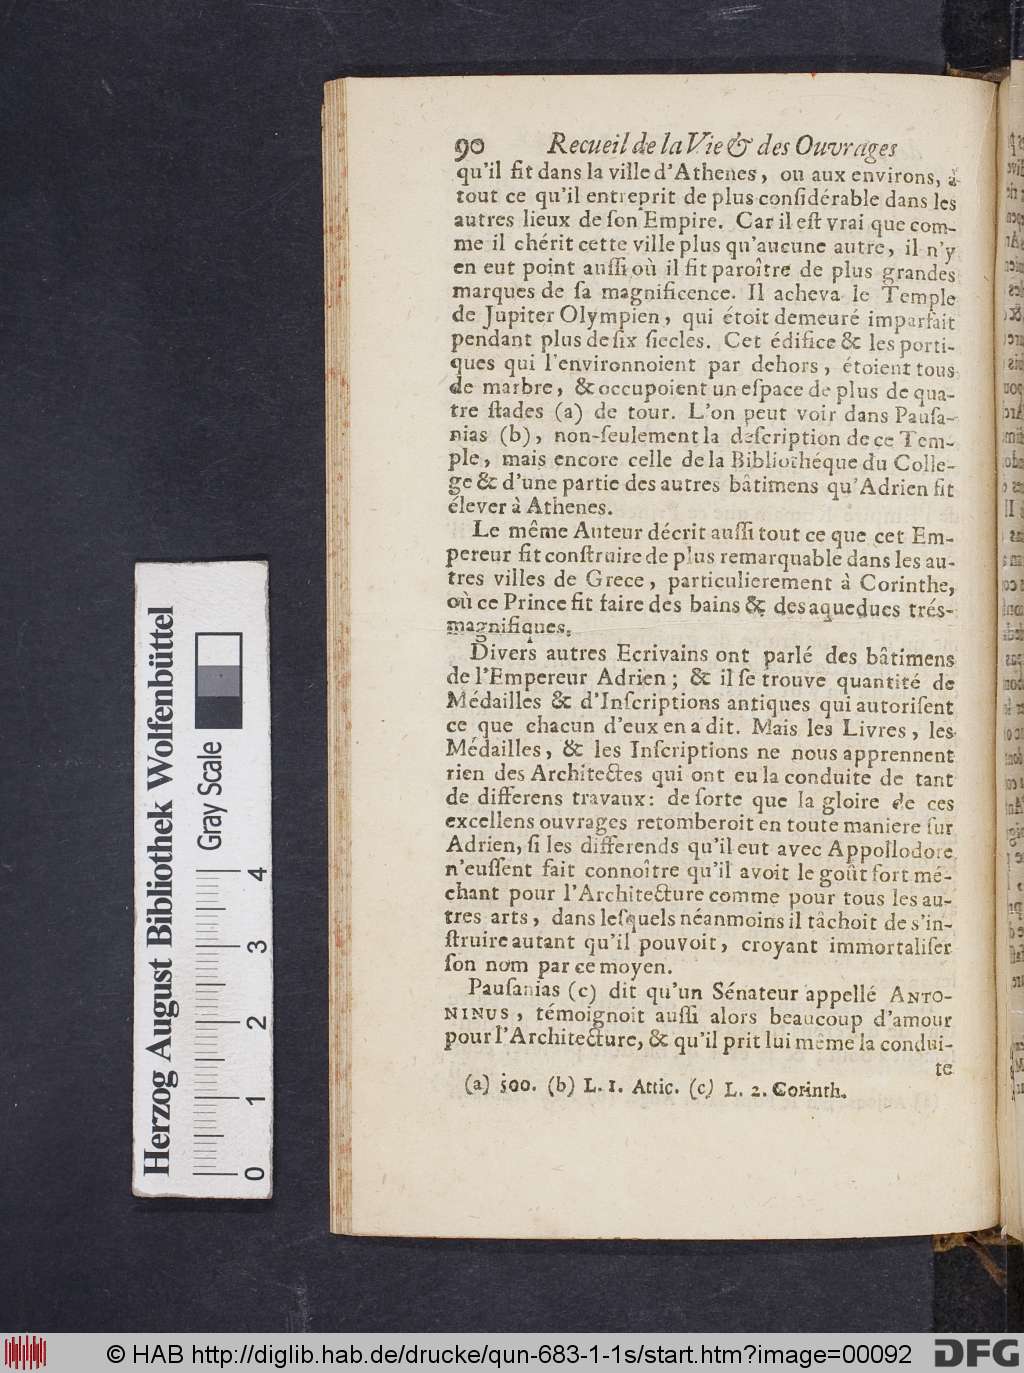 90 Recueil de la Vie & des Ouvrages
qu'il fit dans la ville d'Athenes, ou aux environs, à
tout ce qu'il entreprit de plus conſidérable dans les
autres lieux de ſon Empire. Car il eſt vrai que com-
me il chérit cette ville plus qu'aucune autre, il n'y
en eut point auſſi où il fit paroître de plus grandes
marques de ſa magnificence. Il acheva le Temple
de Jupiter Olympien, qui étoit demeuré imparfait
pendant plus de ſix ſiecles. Cet édifice & les porti-
ques qui l'environnoient par dehors, étoient tous
de marbre, & occupoient un eſpace de plus de qua-
tre ſtades (a) de tour. L'on peut voir dans Pauſa-
nias (b), non-ſeulement la deſcription de ce Tem-
ple, mais encore celle de la Bibliothéque du Colle-
ge & d'une partie des autres bâtimens qu'Adrien fit
élever à Athenes.
Le même Auteur décrit auſſi tout ce que cet Em-
pereur fit conſtruire de plus remarquable dans les au-
tres villes de Grece, particulierement à Corinthe,
où ce Prince fit faire des bains & des aquedues trés-
magnifiques.
Divers autres Ecrivains ont parlé des bâtimens
de l'Empereur Adrien; & il ſe trouve quantité de
Médailles & d'Inſcriptions antiques qui autoriſent
ce que chacun d'eux en a dit. Mais les Livres, les
Médailles, & les Inſcriptions ne nous apprennent
rien des Architectes qui ont eu la conduite de tant
de differens travaux: de ſorte que la gloire de ces
excellens ouvrages retomberoit en toute maniere ſur
Adrien, ſi les differends qu'il eut avec Appollodore
n'euſſent fait connoître qu'il avoit le goût fort mé-
chant pour l'Architecture comme pour tous les au-
tres arts, dans leſquels néanmoins il tâchoit de s'in-
ſtruire autant qu'il pouvoit, croyant immortaliſer
ſon nom par ce moyen.
Pauſanias (c) dit qu'un Sénateur appellé ANTO-
NINUS, témoignoit auſſi alors beaucoup d'amour
pour l'Architecture, & qu'il prit lui même la condui-
te
(a) 500. (b) L. 1. Attic. (c) L. 2. Corinth.
Herzog August Bibliothek Wolfenbüttel
Gray Scale
0 1 2 3 4
© HAB http://diglib.hab.de/drucke/qun-683-1-1s/start.htm?image=00092
DFG